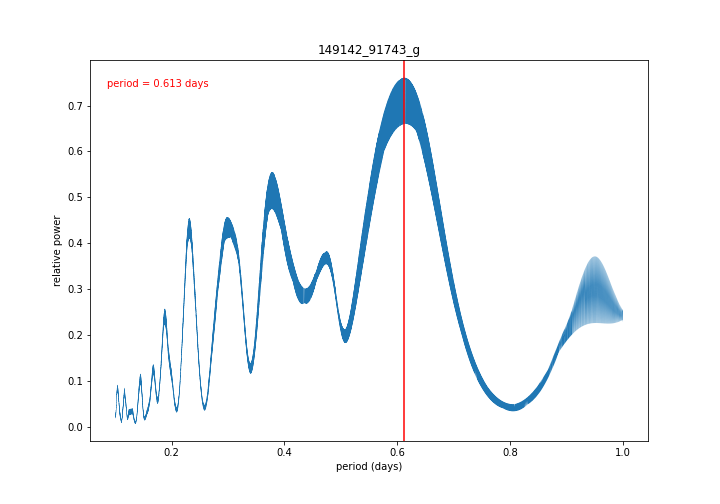 149142_91743_g
period = 0.613 days
relative power
0.7
0.6
0.5
0.4
0.3
0.2
0.1
0.0
0.2 0.4 0.6 0.8 1.0
period (days)